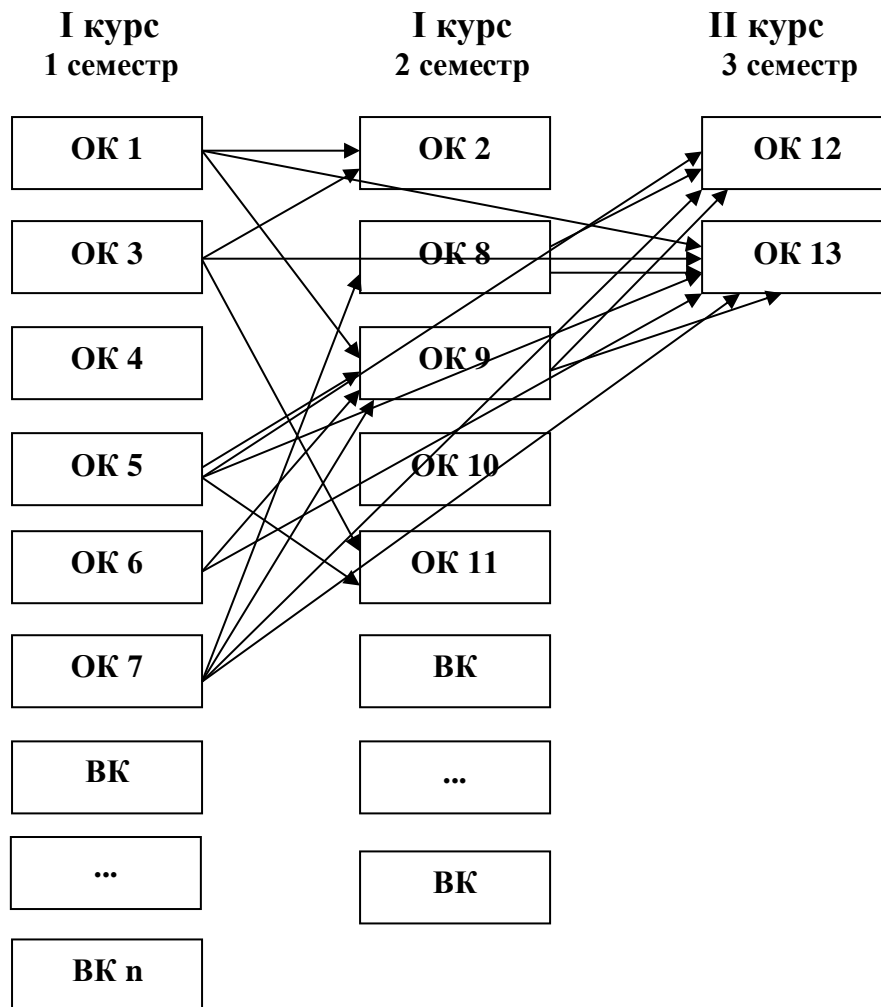 I курс
1 семестр
I курс
2 семестр
II курс
3 семестр
ОК 1
ОК 2
ОК 12
ОК 3
ОК 8
ОК 13
ОК 4
ОК 9
ОК 5
ОК 10
ОК 6
ОК 11
ОК 7
ВК
ВК
...
...
ВК
ВК n